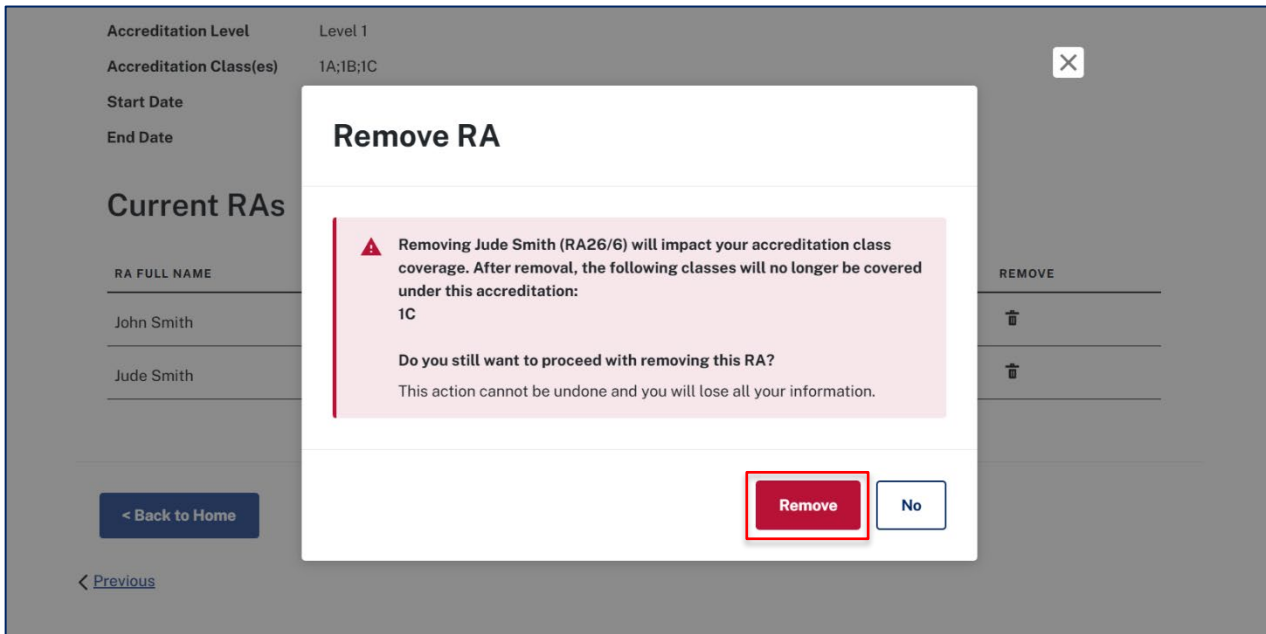 Accreditation Level Level 1
Accreditation Class(es) 1A;1B;1C
Start Date
End Date
Remove RA
Current RAs
Removing Jude Smith (RA26/6) will impact your accreditation class
coverage. After removal, the following classes will no longer be covered
under this accreditation:
1C
Do you still want to proceed with removing this RA?
This action cannot be undone and you will lose all your information.
RA FULL NAME REMOVE
John Smith
Jude Smith
Remove No
< Back to Home
Previous